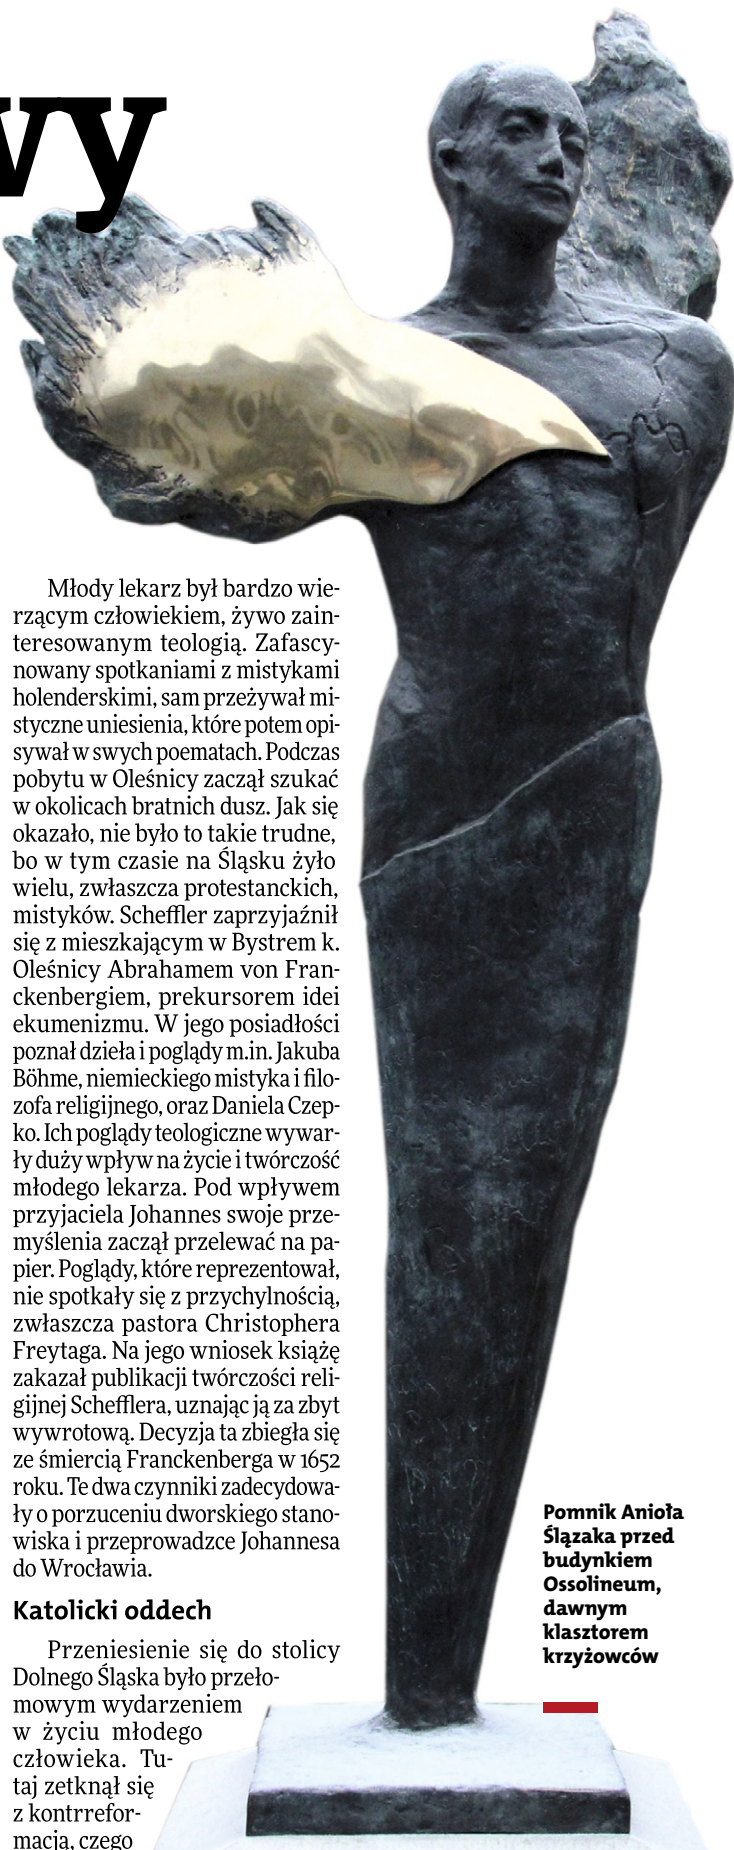 wy
Młody lekarz był bardzo wie-
rzącym człowiekiem, żywo zain-
teresowanym teologią. Zafascy-
nowany spotkaniami z mistykami
holenderskimi, sam przeżywał mi-
styczne uniesienia, które potem opi-
sywał w swych poematach. Podczas
pobytu w Oleśnicy zaczął szukać
w okolicach bratnich dusz. Jak się
okazało, nie było to takie trudne,
bo w tym czasie na Śląsku żyło
wielu, zwłaszcza protestanckich,
mistyków. Scheffler zaprzyjaźnił
się z mieszkającym w Bystrem k.
Oleśnicy Abrahamem von Fran-
ckenbergiem, prekursorem idei
ekumenizmu. W jego posiadłości
poznał dzieła i poglądy m.in. Jakuba
Böhme, niemieckiego mistyka i filo-
zofa religijnego, oraz Daniela Czep-
ko. Ich poglądy teologiczne wywar-
ły duży wpływ na życie i twórczość
młodego lekarza. Pod wpływem
przyjaciela Johannes swoje prze-
myślenia zaczął przelewać na pa-
pier. Poglądy, które reprezentował,
nie spotkały się z przychylnością,
zwłaszcza pastora Christophera
Freytaga. Na jego wniosek książę
zakazał publikacji twórczości reli-
gijnej Schefflera, uznając ją za zbyt
wywrotową. Decyzja ta zbiegła się
ze śmiercią Franckenberga w 1652
roku. Te dwa czynniki zadecydowa-
ły o porzuceniu dworskiego stano-
wiska i przeprowadzce Johannesa
do Wrocławia.
Katolicki oddech
Przeniesienie się do stolicy
Dolnego Śląska było przeło-
mowym wydarzeniem
w życiu młodego
człowieka. Tu-
taj zetknął się
z kontrrefor-
macją, czego
Pomnik Anioła
Ślązaka przed
budynkiem
Ossolineum,
dawnym
klasztorem
krzyżowców